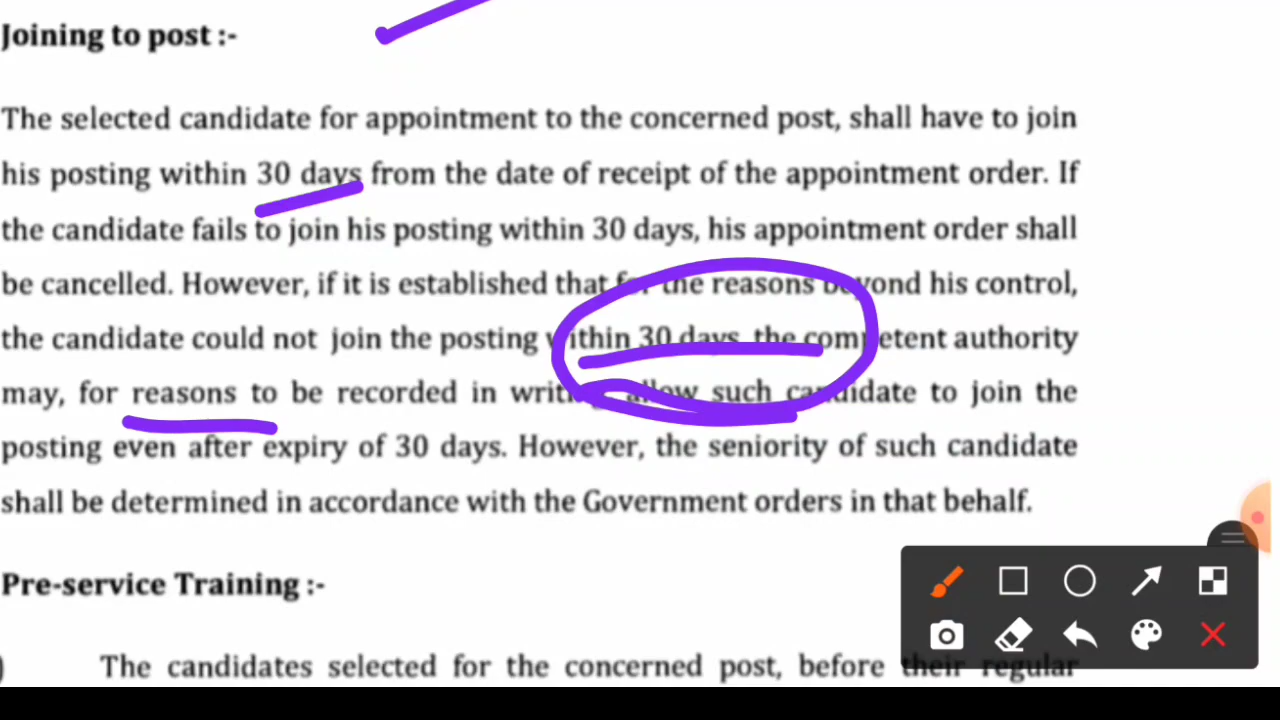 Joining to post :-
The selected candidate for appointment to the concerned post, shall have to join
his posting within 30 days from the date of receipt of the appointment order. If
the candidate fails to join his posting within 30 days, his appointment order shall
be cancelled. However, if it is established that for the reasons beyond his control,
the candidate could not join the posting within 30 days, the competent authority
may, for reasons to be recorded in writing, allow such candidate to join the
posting even after expiry of 30 days. However, the seniority of such candidate
shall be determined in accordance with the Government orders in that behalf.
Pre-service Training :-
) The candidates selected for the concerned post, before their regular